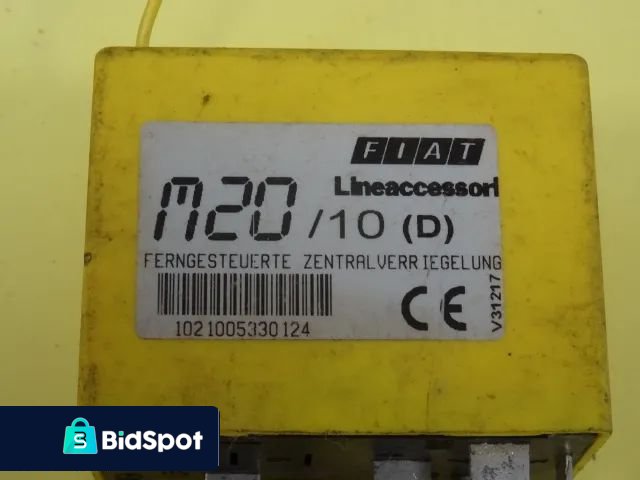 FIAT
Lineaccessori
M20/10 (D)
FERNGESTEUERTE ZENTRALVERRIEGELUNG
CE
V31217
1021005330124
BidSpot